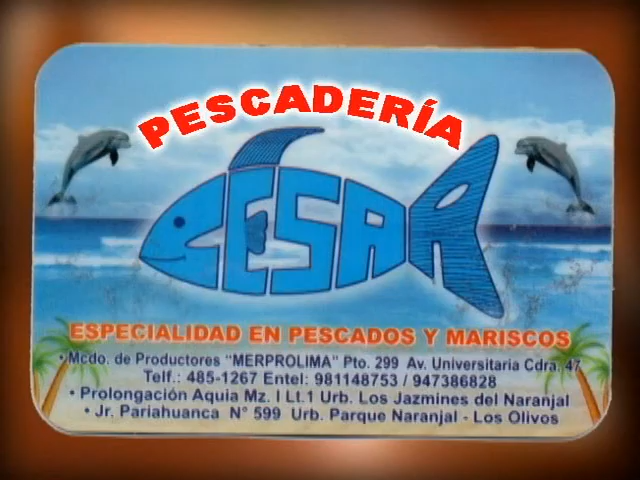 PESCADERÍA
CESAR
ESPECIALIDAD EN PESCADOS Y MARISCOS
• Mcdo. de Productores "MERPROLIMA" Pto. 299 Av. Universitaria Cdra. 47
Telf.: 485-1267 Entel: 981148753 / 947386828
• Prolongación Aquia Mz. I Lt.1 Urb. Los Jazmines del Naranjal
• Jr. Pariahuanca N° 599 Urb. Parque Naranjal - Los Olivos